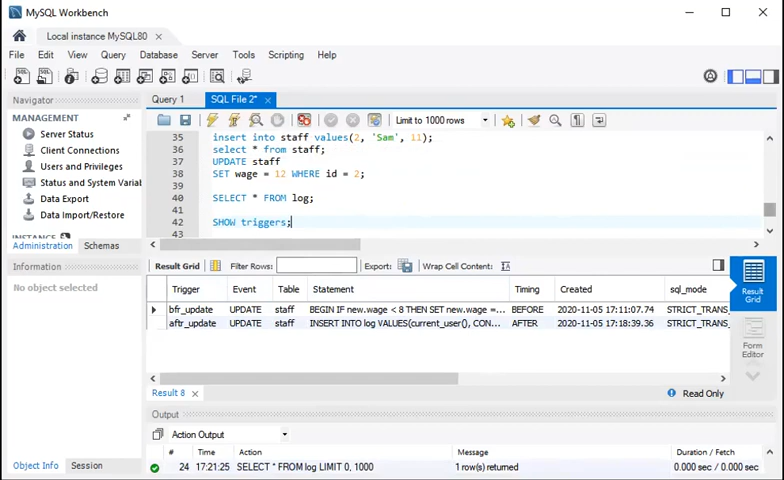 MySQL Workbench
Local instance MySQL80
File Edit View Query Database Server Tools Scripting Help
Navigator
MANAGEMENT
Server Status
Client Connections
Users and Privileges
Status and System Variab
Data Export
Data Import/Restore
Administration Schemas
Information
No object selected
Object Info Session
Query 1 SQL File 2*
Limit to 1000 rows
35 insert into staff values(2, 'Sam', 11);
36 select * from staff;
37 UPDATE staff
38 SET wage = 12 WHERE id = 2;
39
40 SELECT * FROM log;
41
42 SHOW triggers;
43
Result Grid Filter Rows: Export: Wrap Cell Content:
Trigger Event Table Statement Timing Created sql_mode
bfr_update UPDATE staff BEGIN IF new.wage < 8 THEN SET new.wage =... BEFORE 2020-11-05 17:11:07.74 STRICT_TRANS_
aftr_update UPDATE staff INSERT INTO log VALUES(current_user(), CON... AFTER 2020-11-05 17:18:39.36 STRICT_TRANS_
Result Grid
Form Editor
Result 8 Read Only
Output
Action Output
# Time Action Message Duration / Fetch
24 17:21:25 SELECT * FROM log LIMIT 0, 1000 1 row(s) returned 0.000 sec / 0.000 sec